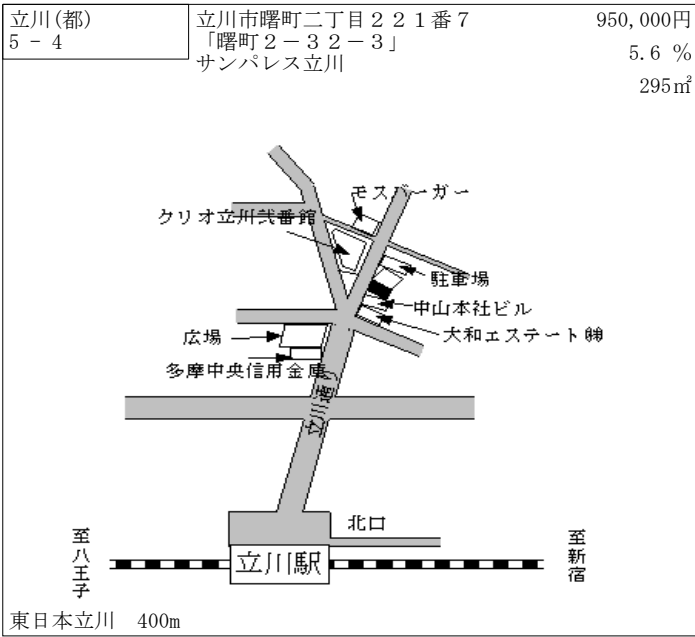 立川(都)
5 - 4
立川市曙町二丁目２２１番７
「曙町２－３２－３」
サンパレス立川
950,000円
5.6 %
295㎡
モスバーガー
クリオ立川弐番館
駐車場
中山本社ビル
大和エステート㈱
広場
多摩中央信用金庫
立川通り
北口
至八王子
立川駅
至新宿
東日本立川　400m